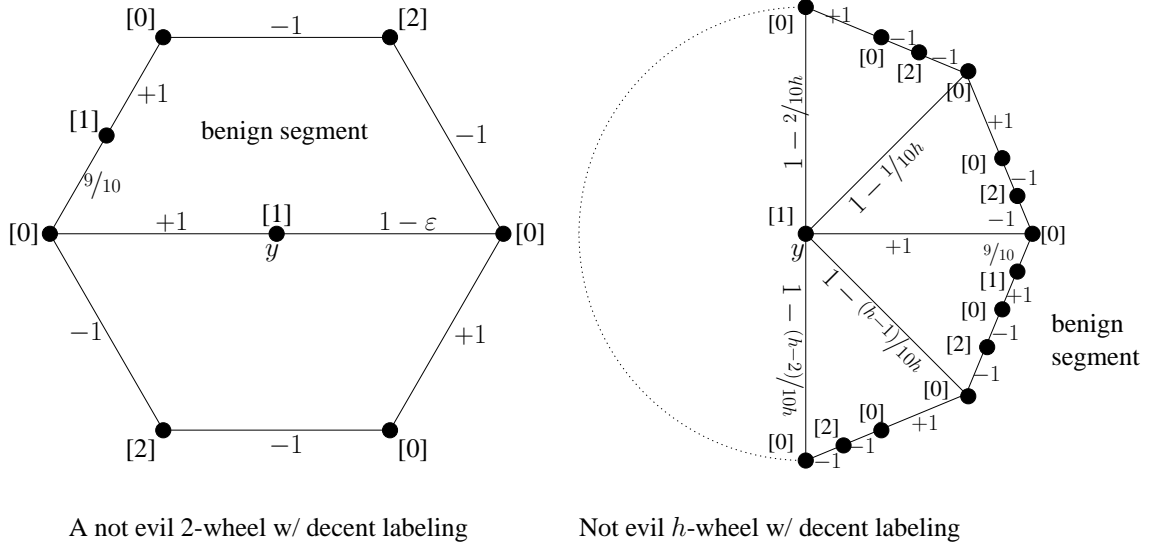 [0] −1 [2]
+1
[1]
benign segment
−1
9/10
[0] +1 [1] 1 − ε [0]
y
−1
+1
[2] −1 [0]
A not evil 2-wheel w/ decent labeling
[0] +1
−1
[0] [2] −1
[0]
1 − 2/10h
1 − 1/10h
+1
[0]
−1
[2]
−1
[1]
y
+1
[0]
9/10
[1]
+1
[0]
−1
[2]
−1
benign
segment
1 − (h−1)/10h
1 − (h−2)/10h
[0]
[0]
+1
[2]
−1
[0]
−1
Not evil h-wheel w/ decent labeling